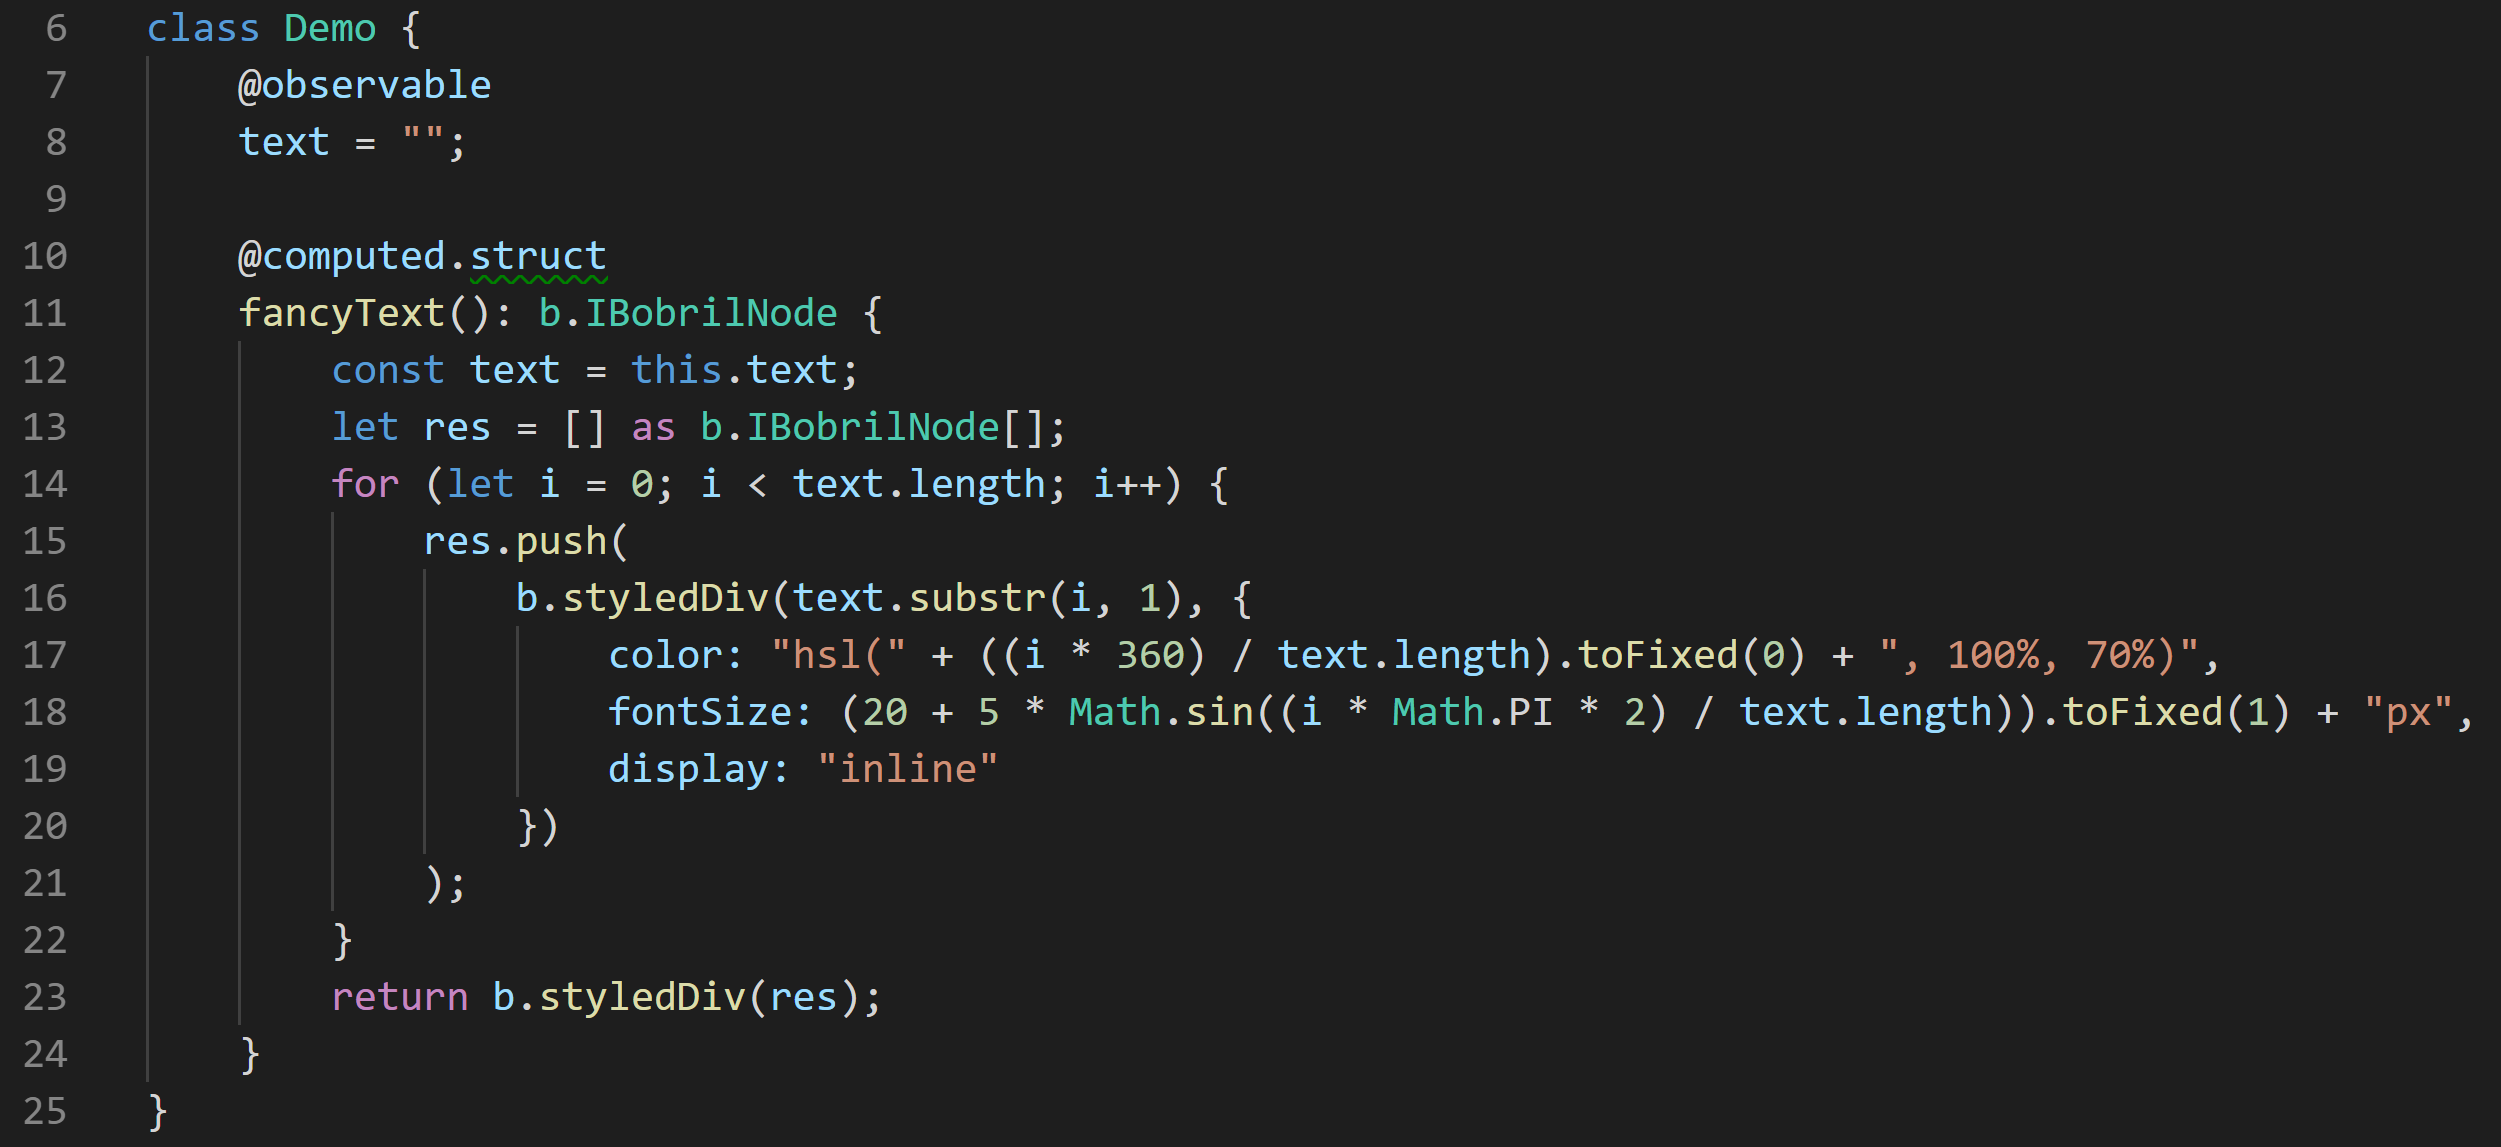 6 class Demo {
7     @observable
8     text = "";
9
10     @computed.struct
11     fancyText(): b.IBobrilNode {
12         const text = this.text;
13         let res = [] as b.IBobrilNode[];
14         for (let i = 0; i < text.length; i++) {
15             res.push(
16                 b.styledDiv(text.substr(i, 1), {
17                     color: "hsl(" + ((i * 360) / text.length).toFixed(0) + ", 100%, 70%)",
18                     fontSize: (20 + 5 * Math.sin((i * Math.PI * 2) / text.length)).toFixed(1) + "px",
19                     display: "inline"
20                 })
21             );
22         }
23         return b.styledDiv(res);
24     }
25 }